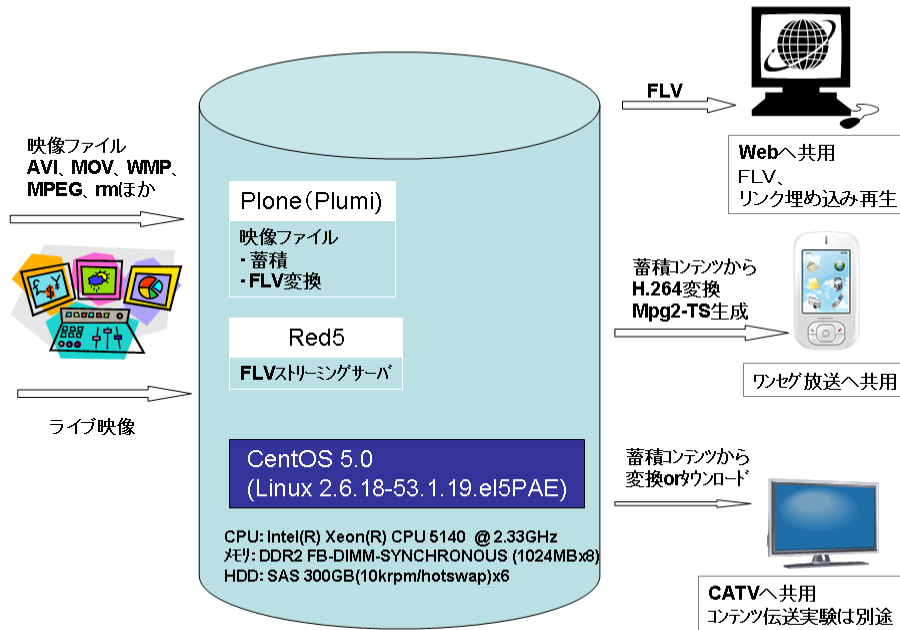 映像ファイル
AVI、MOV、WMP、
MPEG、rmほか
ライブ映像
Plone(Plumi)
映像ファイル
・蓄積
・FLV変換
Red5
FLVｽﾄﾘｰﾐﾝｸﾞｻｰﾊﾞ
CentOS 5.0
(Linux 2.6.18-53.1.19.el5PAE)
CPU: Intel(R) Xeon(R) CPU 5140 @ 2.33GHz
ﾒﾓﾘ: DDR2 FB-DIMM-SYNCHRONOUS (1024MBx8)
HDD: SAS 300GB(10krpm/hotswap)x6
FLV
Webへ共用
ＦＬＶ、
リンク埋め込み再生
蓄積ｺﾝﾃﾝﾂから
H.264変換
Mpg2-TS生成
ワンセグ放送へ共用
蓄積ｺﾝﾃﾝﾂから
変換orﾀﾞｳﾝﾛｰﾄﾞ
CATVへ共用
ｺﾝﾃﾝﾂ伝送実験は別途